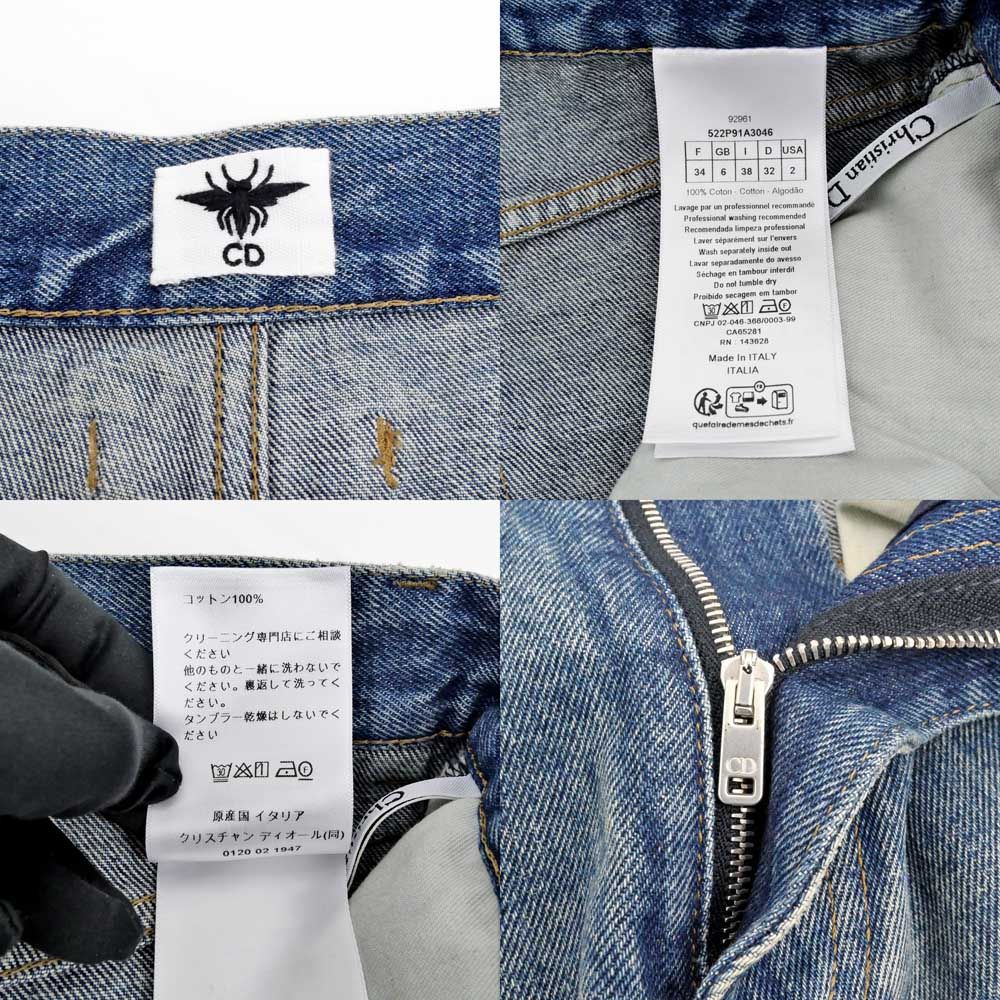 CD
92961
522P91A3046
F GB I D USA
34 6 38 32 2
100% Coton - Cotton - Algodão
Lavage par un professionnel recommandé
Professional washing recommended
Recomendada limpeza profissional
Laver séparément sur l'envers
Wash separately inside out
Lavar separadamente do avesso
Séchage en tambour interdit
Do not tumble dry
Proibido secagem em tambor
30 F
CNPJ 02-046-368/0003-99
CA65281
RN : 143628
Made In ITALY
ITALIA
FR
quefairedemesdechets.fr
Christian D
コットン100%
クリーニング専門店にご相談
ください
他のものと一緒に洗わないで
ください。裏返して洗ってく
ださい。
タンブラー乾燥はしないでく
ださい
30 F
原産国 イタリア
クリスチャン ディオール(同)
0120 02 1947
C
CD